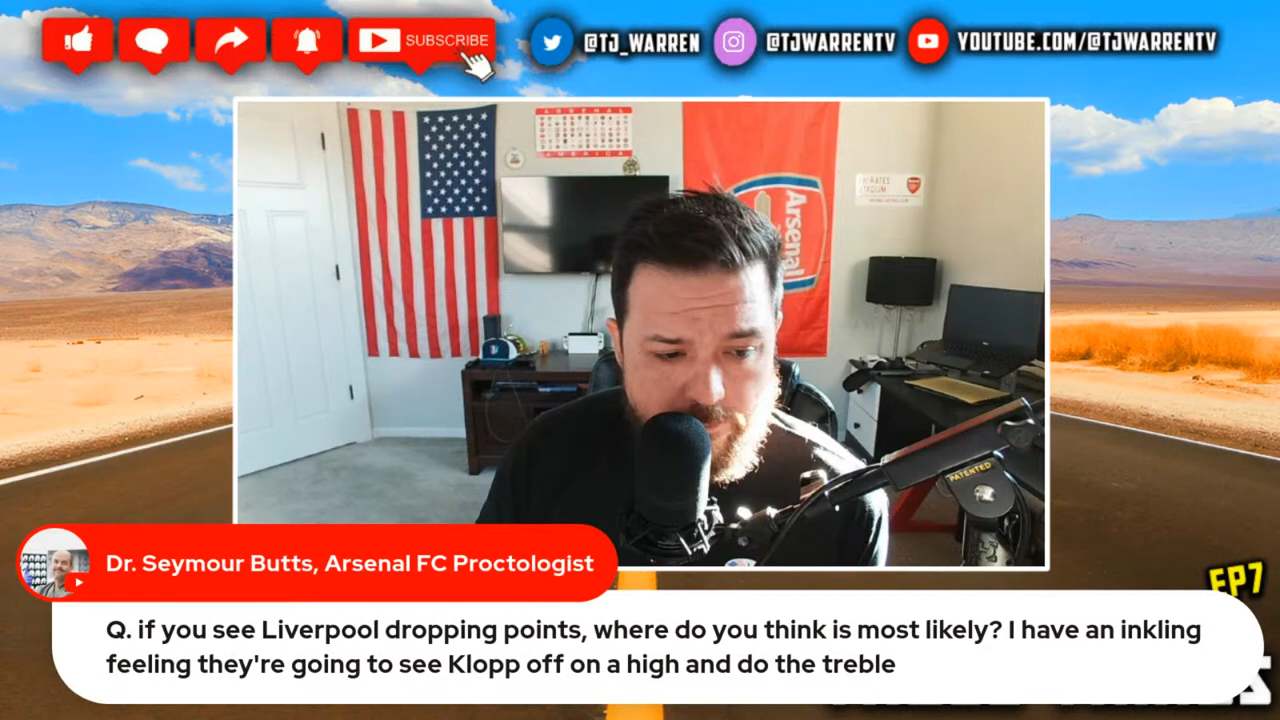 SUBSCRIBE
@TJ_WARREN
@TJWARRENTV
YOUTUBE.COM/@TJWARRENTV
ARSENAL
AMERICA
EMIRATES
STADIUM
Arsenal
PATENTED
EP7
Dr. Seymour Butts, Arsenal FC Proctologist
Q. if you see Liverpool dropping points, where do you think is most likely? I have an inkling
feeling they're going to see Klopp off on a high and do the treble